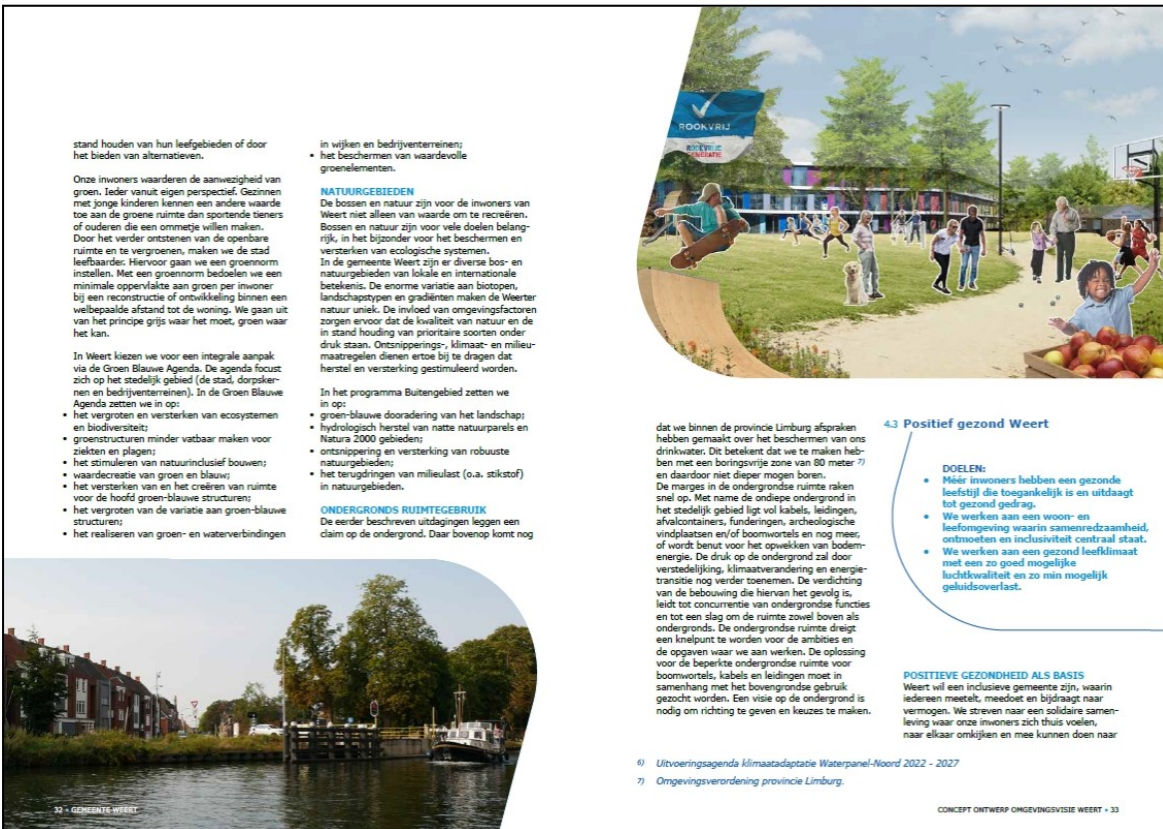 stand houden van hun leefgebieden of door
het bieden van alternatieven.
Onze inwoners waarderen de aanwezigheid van
groen. Ieder vanuit eigen perspectief. Gezinnen
met jonge kinderen kennen een andere waarde
toe aan de groene ruimte dan sportende tieners
of ouderen die een ommetje willen maken.
Door het verder ontstenen van de openbare
ruimte en te vergroenen, maken we de stad
leefbaarder. Hiervoor gaan we een groennorm
instellen. Met een groennorm bedoelen we een
minimale oppervlakte aan groen per inwoner
bij een reconstructie of ontwikkeling binnen een
welbepaalde afstand tot de woning. We gaan uit
van het principe grijs waar het moet, groen waar
het kan.
In Weert kiezen we voor een integrale aanpak
via de Groen Blauwe Agenda. De agenda focust
zich op het stedelijk gebied (de stad, dorpsker-
nen en bedrijventerreinen). In de Groen Blauwe
Agenda zetten we in op:
• het vergroten en versterken van ecosystemen
en biodiversiteit;
• groenstructuren minder vatbaar maken voor
ziekten en plagen;
• het stimuleren van natuurinclusief bouwen;
• waardecreatie van groen en blauw;
• het versterken van en het creëren van ruimte
voor de hoofd groen-blauwe structuren;
• het vergroten van de variatie aan groen-blauwe
structuren;
• het realiseren van groen- en waterverbindingen
in wijken en bedrijventerreinen;
• het beschermen van waardevolle
groenelementen.
NATUURGEBIEDEN
De bossen en natuur zijn voor de inwoners van
Weert niet alleen van waarde om te recreëren.
Bossen en natuur zijn voor vele doelen belang-
rijk, in het bijzonder voor het beschermen en
versterken van ecologische systemen.
In de gemeente Weert zijn er diverse bos- en
natuurgebieden van lokale en internationale
betekenis. De enorme variatie aan biotopen,
landschapstypen en gradiënten maken de Weerter
natuur uniek. De invloed van omgevingsfactoren
zorgen ervoor dat de kwaliteit van natuur en de
in stand houding van prioritaire soorten onder
druk staan. Ontsnipperings-, klimaat- en milieu-
maatregelen dienen ertoe bij te dragen dat
herstel en versterking gestimuleerd worden.
In het programma Buitengebied zetten we
in op:
• groen-blauwe dooradering van het landschap;
• hydrologisch herstel van natte natuurparels en
Natura 2000 gebieden;
• ontsnippering en versterking van robuuste
natuurgebieden;
• het terugdringen van milieulast (o.a. stikstof)
in natuurgebieden.
ONDERGRONDS RUIMTEGEBRUIK
De eerder beschreven uitdagingen leggen een
claim op de ondergrond. Daar bovenop komt nog
32 • GEMEENTE WEERT
ROOKVRIJ
ROOKVRIJE
GENERATIE
dat we binnen de provincie Limburg afspraken
hebben gemaakt over het beschermen van ons
drinkwater. Dit betekent dat we te maken heb-
ben met een boringsvrije zone van 80 meter 7)
en daardoor niet dieper mogen boren.
De marges in de ondergrondse ruimte raken
snel op. Met name de ondiepe ondergrond in
het stedelijk gebied ligt vol kabels, leidingen,
afvalcontainers, funderingen, archeologische
vindplaatsen en/of boomwortels en nog meer,
of wordt benut voor het opwekken van bodem-
energie. De druk op de ondergrond zal door
verstedelijking, klimaatverandering en energie-
transitie nog verder toenemen. De verdichting
van de bebouwing die hiervan het gevolg is,
leidt tot concurrentie van ondergrondse functies
en tot een slag om de ruimte zowel boven als
ondergronds. De ondergrondse ruimte dreigt
een knelpunt te worden voor de ambities en
de opgaven waar we aan werken. De oplossing
voor de beperkte ondergrondse ruimte voor
boomwortels, kabels en leidingen moet in
samenhang met het bovengrondse gebruik
gezocht worden. Een visie op de ondergrond is
nodig om richting te geven en keuzes te maken.
4.3 Positief gezond Weert
DOELEN:
• Méér inwoners hebben een gezonde
leefstijl die toegankelijk is en uitdaagt
tot gezond gedrag.
• We werken aan een woon- en
leefomgeving waarin samenredzaamheid,
ontmoeten en inclusiviteit centraal staat.
• We werken aan een gezond leefklimaat
met een zo goed mogelijke
luchtkwaliteit en zo min mogelijk
geluidsoverlast.
POSITIEVE GEZONDHEID ALS BASIS
Weert wil een inclusieve gemeente zijn, waarin
iedereen meetelt, meedoet en bijdraagt naar
vermogen. We streven naar een solidaire samen-
leving waar onze inwoners zich thuis voelen,
naar elkaar omkijken en mee kunnen doen naar
6) Uitvoeringsagenda klimaatadaptatie Waterpanel-Noord 2022 - 2027
7) Omgevingsverordening provincie Limburg.
CONCEPT ONTWERP OMGEVINGSVISIE WEERT • 33